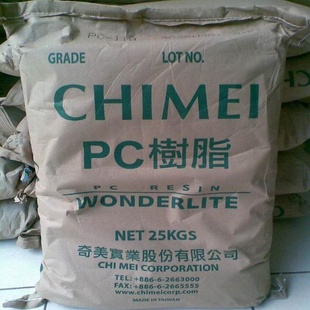 PC-110
GRADE LOT NO.
CHIMEI
PC樹脂
PC RESIN
WONDERLITE
NET 25KGS
奇美實業股份有限公司
CHI MEI CORPORATION
TEL: +886-6-2663000
FAX: +886-6-2665555
www.chimeicorp.com
MADE IN TAIWAN